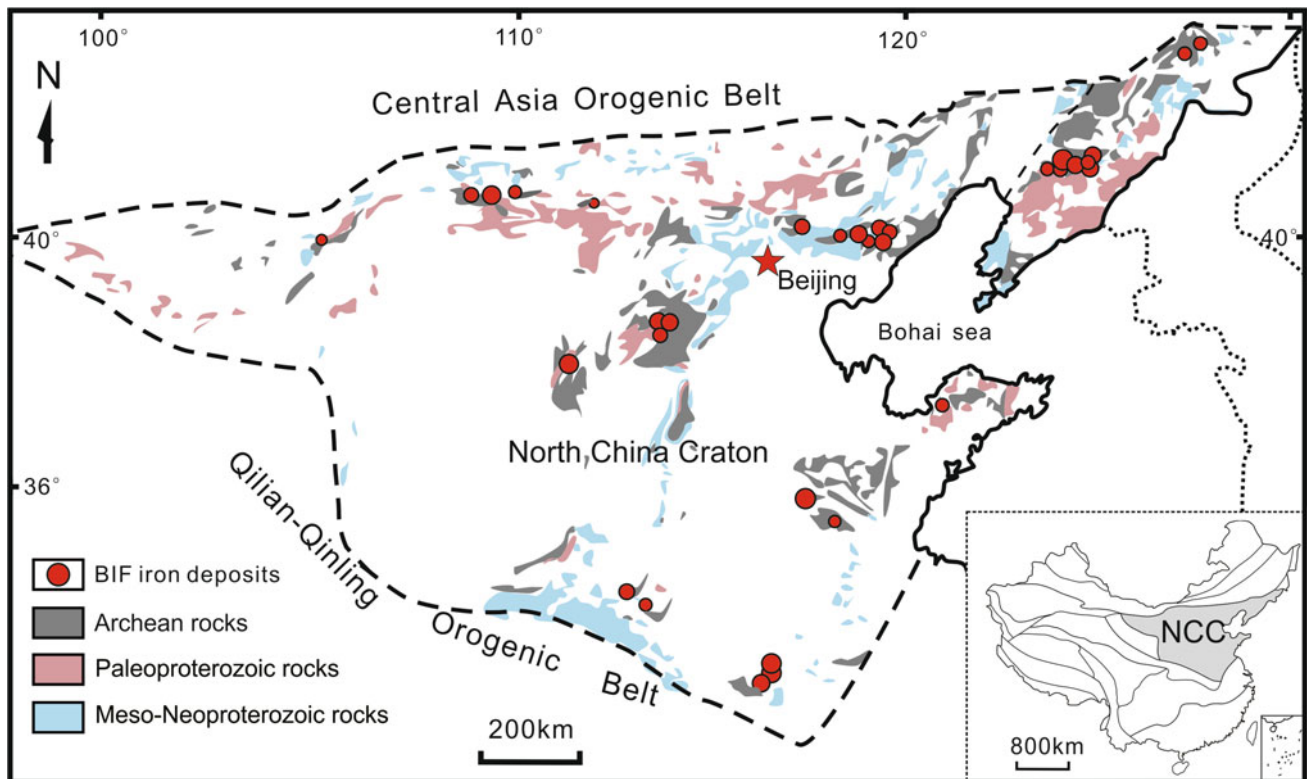 100°
110°
120°
N
Central Asia Orogenic Belt
40°
40°
Beijing
Bohai sea
North China Craton
36°
Qilian-Qinling
Orogenic Belt
BIF iron deposits
Archean rocks
Paleoproterozoic rocks
Meso-Neoproterozoic rocks
200km
NCC
800km